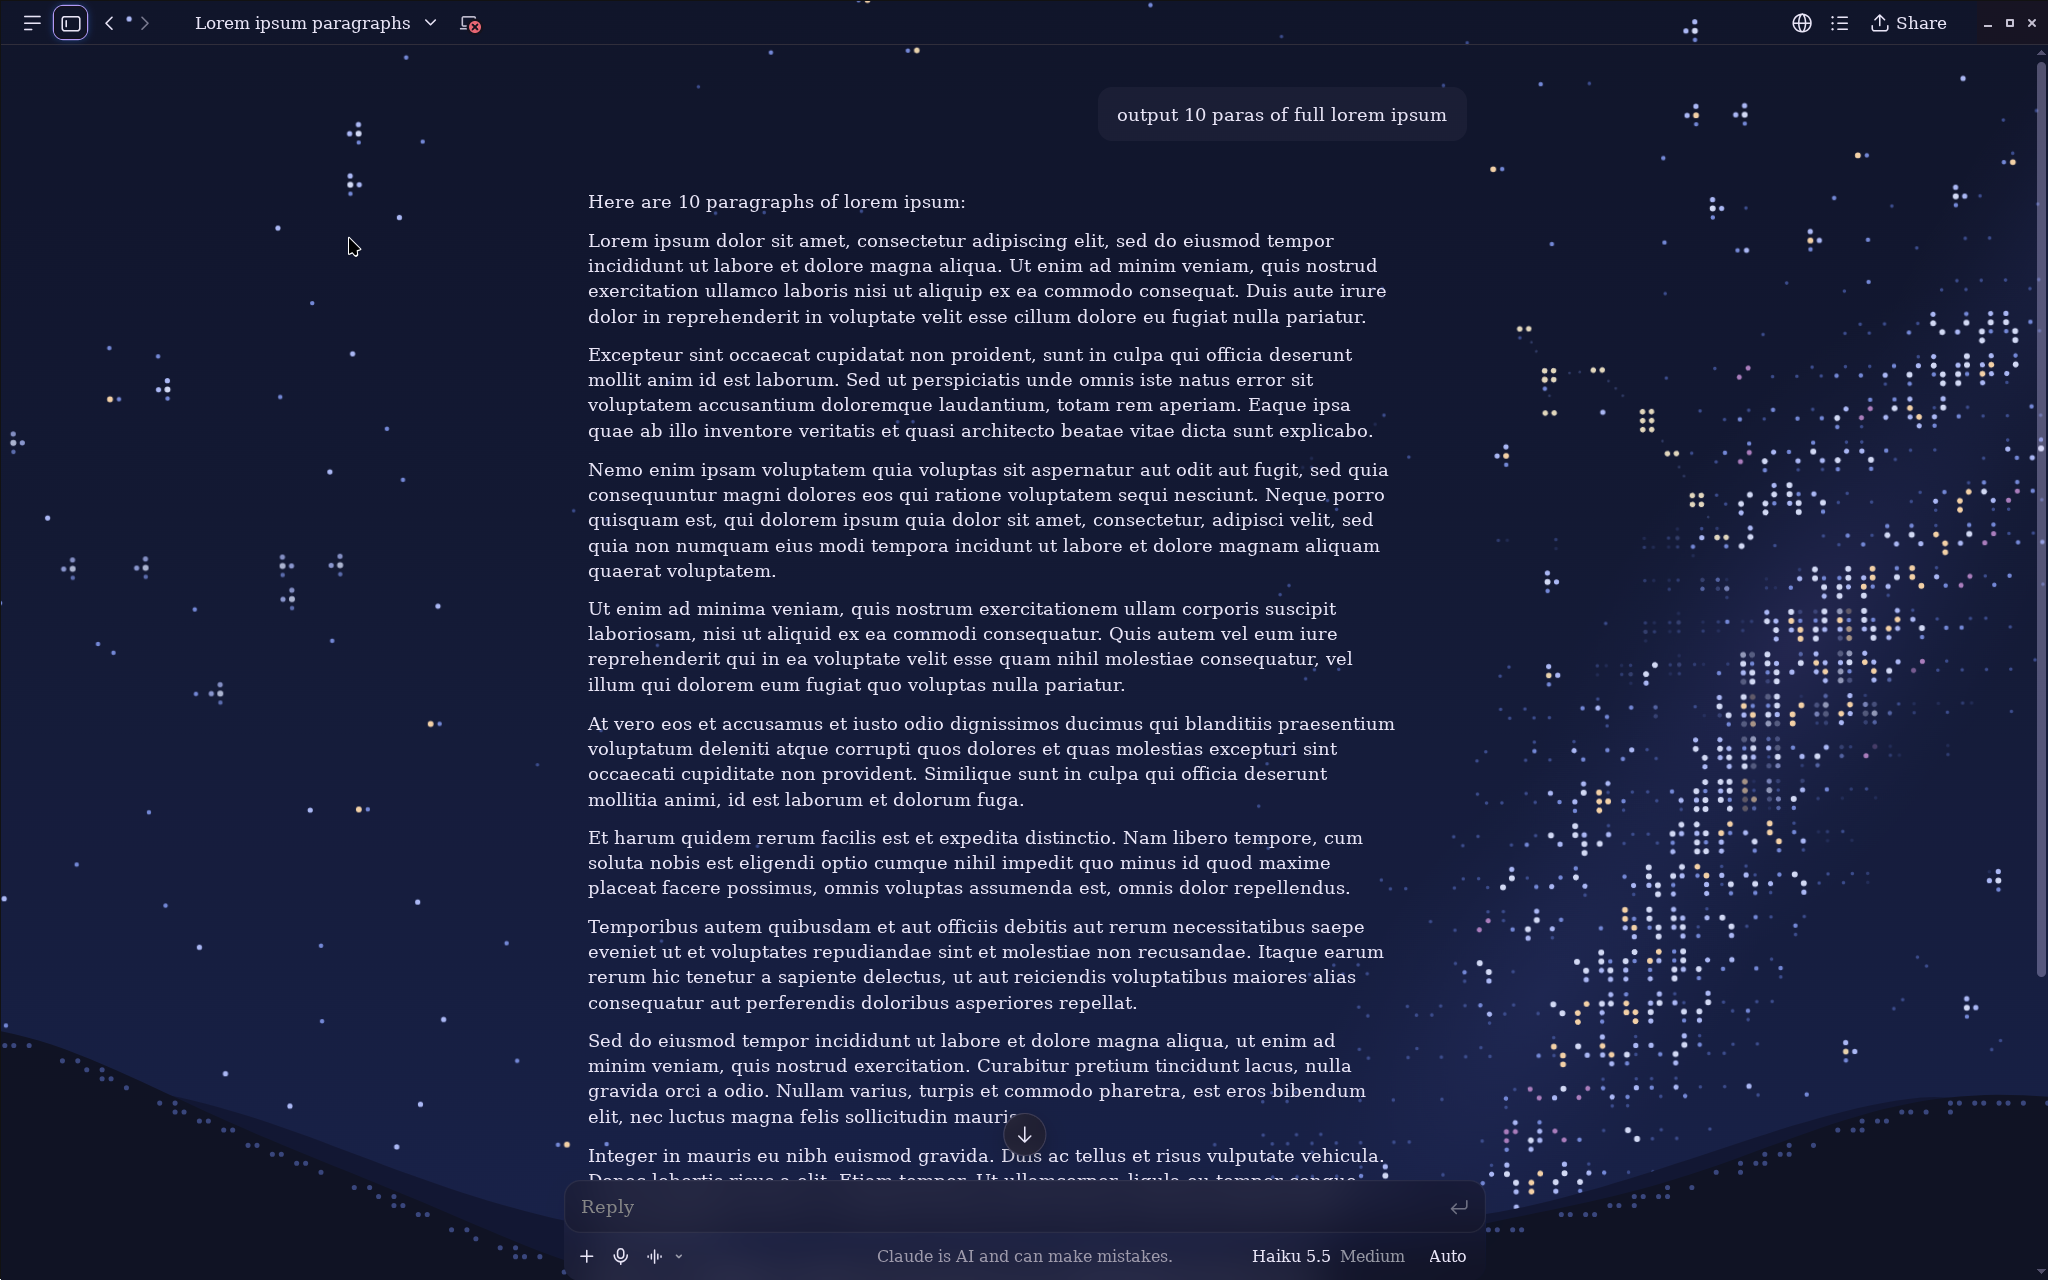 Lorem ipsum paragraphs
Share
output 10 paras of full lorem ipsum
Here are 10 paragraphs of lorem ipsum:
Lorem ipsum dolor sit amet, consectetur adipiscing elit, sed do eiusmod tempor
incididunt ut labore et dolore magna aliqua. Ut enim ad minim veniam, quis nostrud
exercitation ullamco laboris nisi ut aliquip ex ea commodo consequat. Duis aute irure
dolor in reprehenderit in voluptate velit esse cillum dolore eu fugiat nulla pariatur.
Excepteur sint occaecat cupidatat non proident, sunt in culpa qui officia deserunt
mollit anim id est laborum. Sed ut perspiciatis unde omnis iste natus error sit
voluptatem accusantium doloremque laudantium, totam rem aperiam. Eaque ipsa
quae ab illo inventore veritatis et quasi architecto beatae vitae dicta sunt explicabo.
Nemo enim ipsam voluptatem quia voluptas sit aspernatur aut odit aut fugit, sed quia
consequuntur magni dolores eos qui ratione voluptatem sequi nesciunt. Neque porro
quisquam est, qui dolorem ipsum quia dolor sit amet, consectetur, adipisci velit, sed
quia non numquam eius modi tempora incidunt ut labore et dolore magnam aliquam
quaerat voluptatem.
Ut enim ad minima veniam, quis nostrum exercitationem ullam corporis suscipit
laboriosam, nisi ut aliquid ex ea commodi consequatur. Quis autem vel eum iure
reprehenderit qui in ea voluptate velit esse quam nihil molestiae consequatur, vel
illum qui dolorem eum fugiat quo voluptas nulla pariatur.
At vero eos et accusamus et iusto odio dignissimos ducimus qui blanditiis praesentium
voluptatum deleniti atque corrupti quos dolores et quas molestias excepturi sint
occaecati cupiditate non provident. Similique sunt in culpa qui officia deserunt
mollitia animi, id est laborum et dolorum fuga.
Et harum quidem rerum facilis est et expedita distinctio. Nam libero tempore, cum
soluta nobis est eligendi optio cumque nihil impedit quo minus id quod maxime
placeat facere possimus, omnis voluptas assumenda est, omnis dolor repellendus.
Temporibus autem quibusdam et aut officiis debitis aut rerum necessitatibus saepe
eveniet ut et voluptates repudiandae sint et molestiae non recusandae. Itaque earum
rerum hic tenetur a sapiente delectus, ut aut reiciendis voluptatibus maiores alias
consequatur aut perferendis doloribus asperiores repellat.
Sed do eiusmod tempor incididunt ut labore et dolore magna aliqua, ut enim ad
minim veniam, quis nostrud exercitation. Curabitur pretium tincidunt lacus, nulla
gravida orci a odio. Nullam varius, turpis et commodo pharetra, est eros bibendum
elit, nec luctus magna felis sollicitudin mauris
Integer in mauris eu nibh euismod gravida. Duis ac tellus et risus vulputate vehicula.
Reply
Claude is AI and can make mistakes.
Haiku 5.5 Medium
Auto